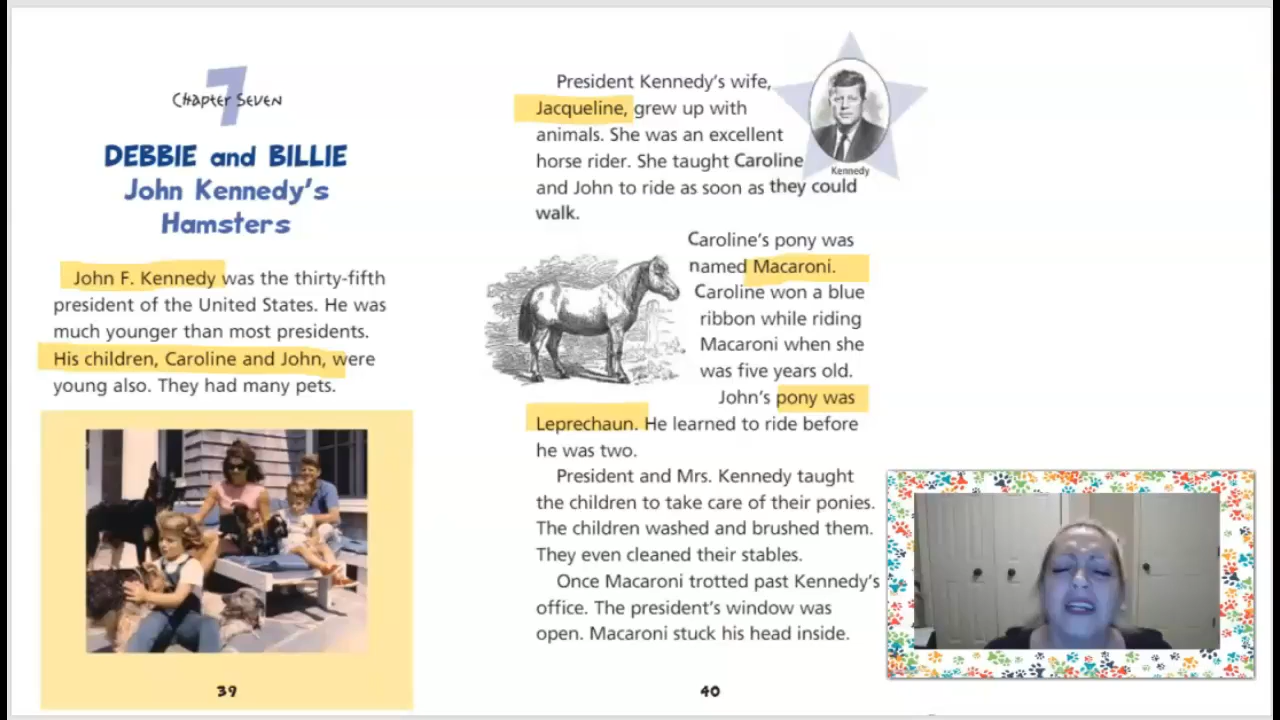 7
Chapter Seven
DEBBIE and BILLIE
John Kennedy's
Hamsters
John F. Kennedy was the thirty-fifth
president of the United States. He was
much younger than most presidents.
His children, Caroline and John, were
young also. They had many pets.
39
President Kennedy's wife,
Jacqueline, grew up with
animals. She was an excellent
horse rider. She taught Caroline
and John to ride as soon as they could
walk.
Kennedy
Caroline's pony was
named Macaroni.
Caroline won a blue
ribbon while riding
Macaroni when she
was five years old.
John's pony was
Leprechaun. He learned to ride before
he was two.
President and Mrs. Kennedy taught
the children to take care of their ponies.
The children washed and brushed them.
They even cleaned their stables.
Once Macaroni trotted past Kennedy's
office. The president's window was
open. Macaroni stuck his head inside.
40